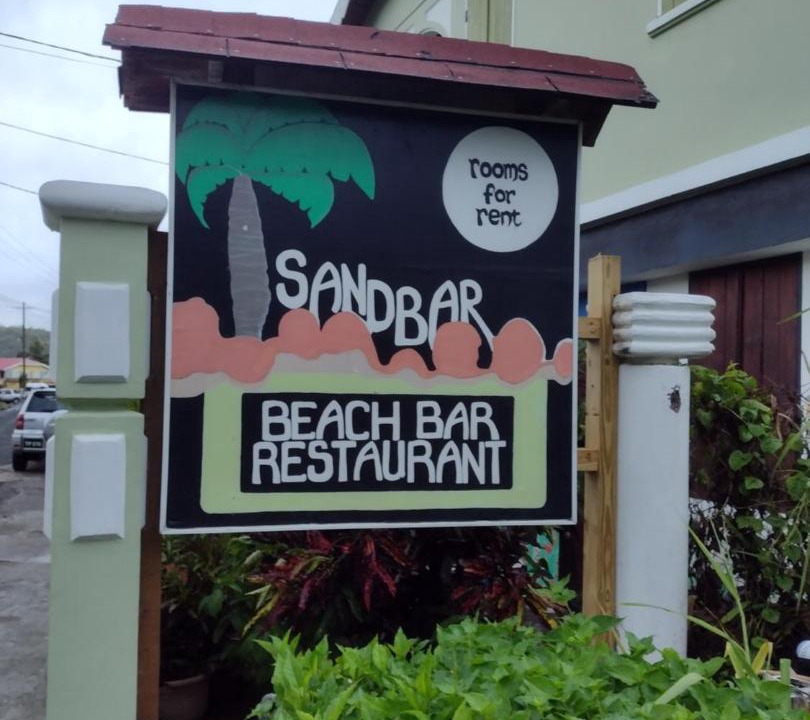 rooms
for
rent
SANDBAR
BEACH BAR
RESTAURANT